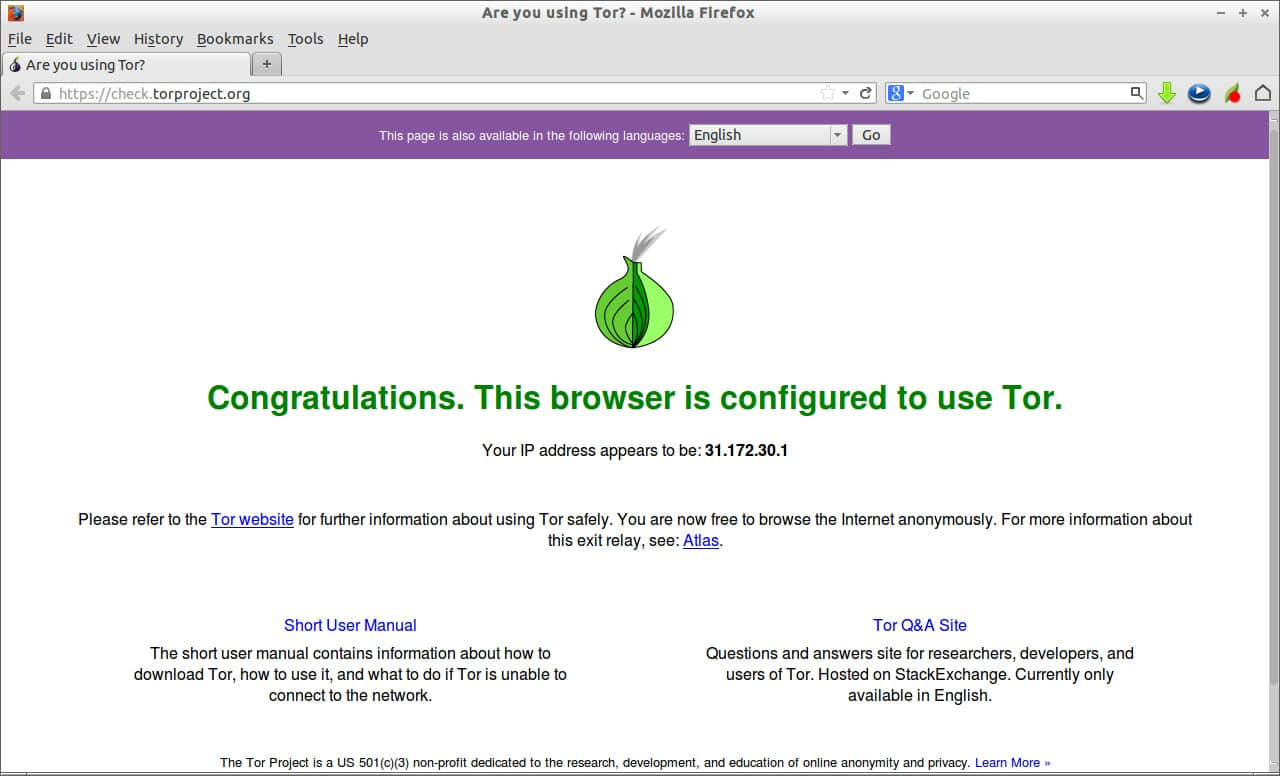 Are you using Tor? - Mozilla Firefox
File Edit View History Bookmarks Tools Help
Are you using Tor?
https://check.torproject.org
8 Google
This page is also available in the following languages: English Go
Congratulations. This browser is configured to use Tor.
Your IP address appears to be: 31.172.30.1
Please refer to the Tor website for further information about using Tor safely. You are now free to browse the Internet anonymously. For more information about
this exit relay, see: Atlas.
Short User Manual
The short user manual contains information about how to
download Tor, how to use it, and what to do if Tor is unable to
connect to the network.
Tor Q&A Site
Questions and answers site for researchers, developers, and
users of Tor. Hosted on StackExchange. Currently only
available in English.
The Tor Project is a US 501(c)(3) non-profit dedicated to the research, development, and education of online anonymity and privacy. Learn More »